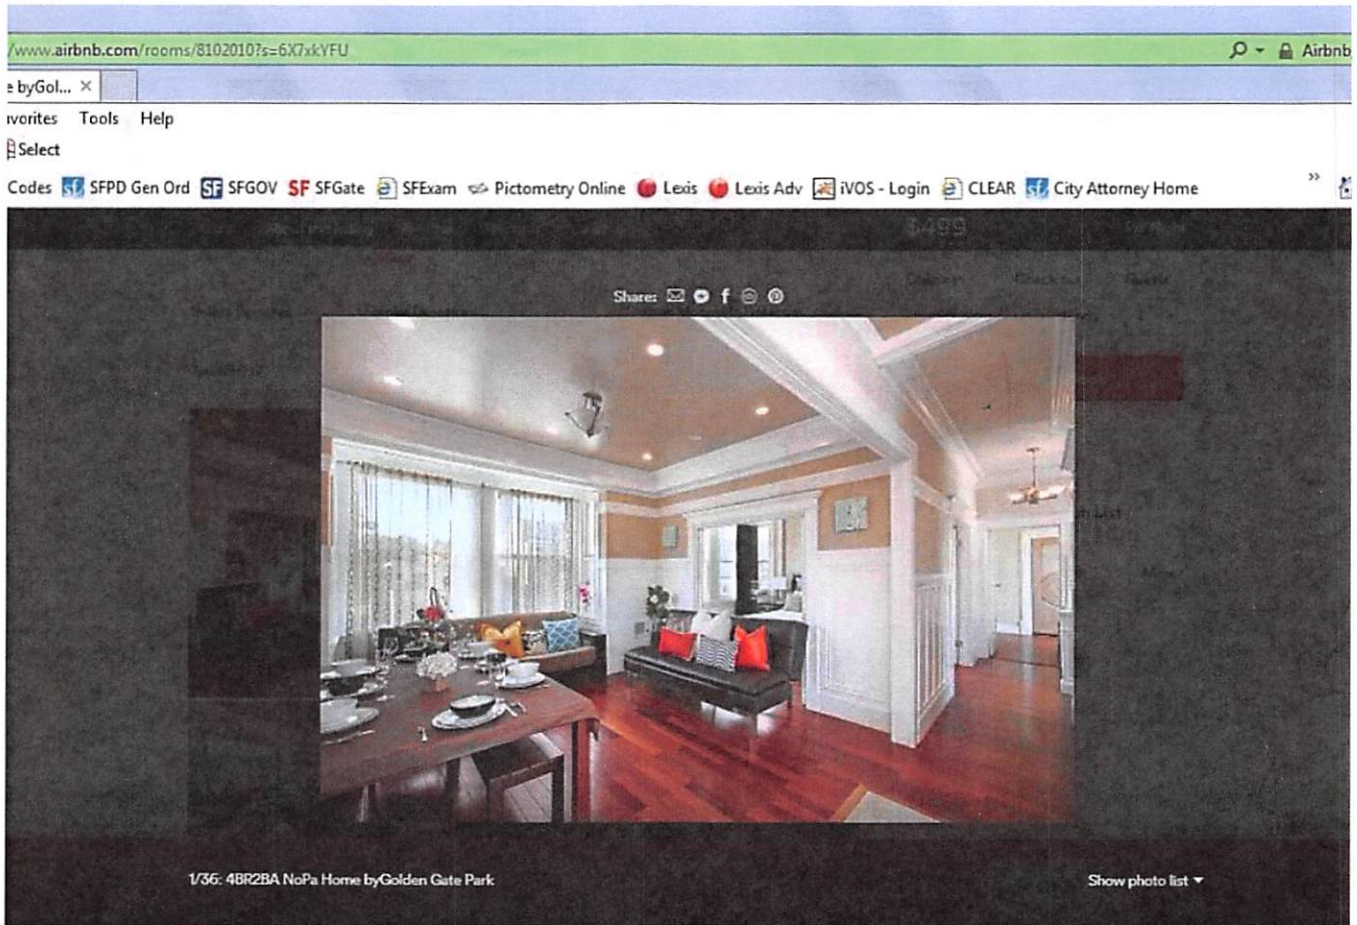 /www.airbnb.com/rooms/8102010?s=6X7xkYFU Airbnb
e byGol... ×
avorites Tools Help
Select
Codes SFPD Gen Ord SFGOV SFGate SFExam Pictometry Online Lexis Lexis Adv iVOS - Login CLEAR City Attorney Home »
$499
Share:
1/36: 4BR2BA NoPa Home byGolden Gate Park Show photo list